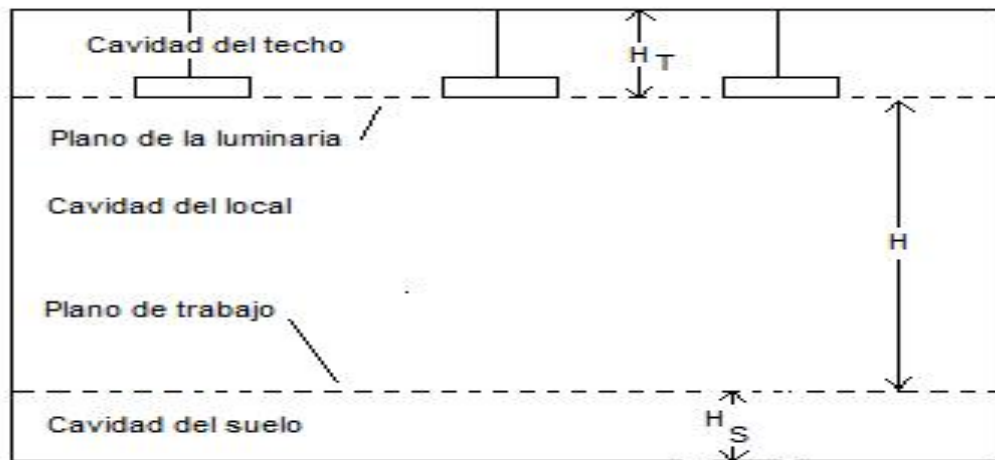 Cavidad del techo
H T
Plano de la luminaria
Cavidad del local
H
Plano de trabajo
Cavidad del suelo
H S